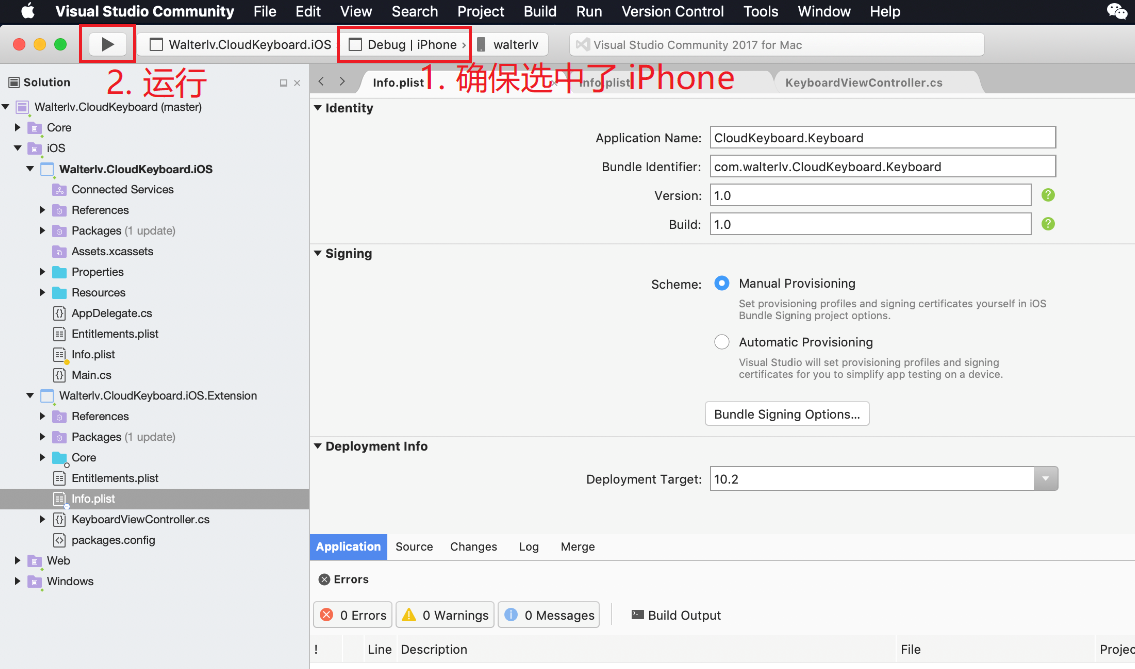 Visual Studio Community File Edit View Search Project Build Run Version Control Tools Window Help
Walterlv.CloudKeyboard.iOS Debug | iPhone › walterlv Visual Studio Community 2017 for Mac
2. 运行 1. 确保选中了 iPhone
Solution
Info.plist Info.plist KeyboardViewController.cs
Walterlv.CloudKeyboard (master)
Core
iOS
Walterlv.CloudKeyboard.iOS
Connected Services
References
Packages (1 update)
Assets.xcassets
Properties
Resources
AppDelegate.cs
Entitlements.plist
Info.plist
Main.cs
Walterlv.CloudKeyboard.iOS.Extension
References
Packages (1 update)
Core
Entitlements.plist
Info.plist
KeyboardViewController.cs
packages.config
Web
Windows
Identity
Application Name: CloudKeyboard.Keyboard
Bundle Identifier: com.walterlv.CloudKeyboard.Keyboard
Version: 1.0
Build: 1.0
Signing
Scheme: Manual Provisioning
Set provisioning profiles and signing certificates yourself in iOS
Bundle Signing project options.
Automatic Provisioning
Visual Studio will set provisioning profiles and signing
certificates for you to simplify app testing on a device.
Bundle Signing Options...
Deployment Info
Deployment Target: 10.2
Application Source Changes Log Merge
Errors
0 Errors 0 Warnings 0 Messages Build Output
! Line Description File Projec